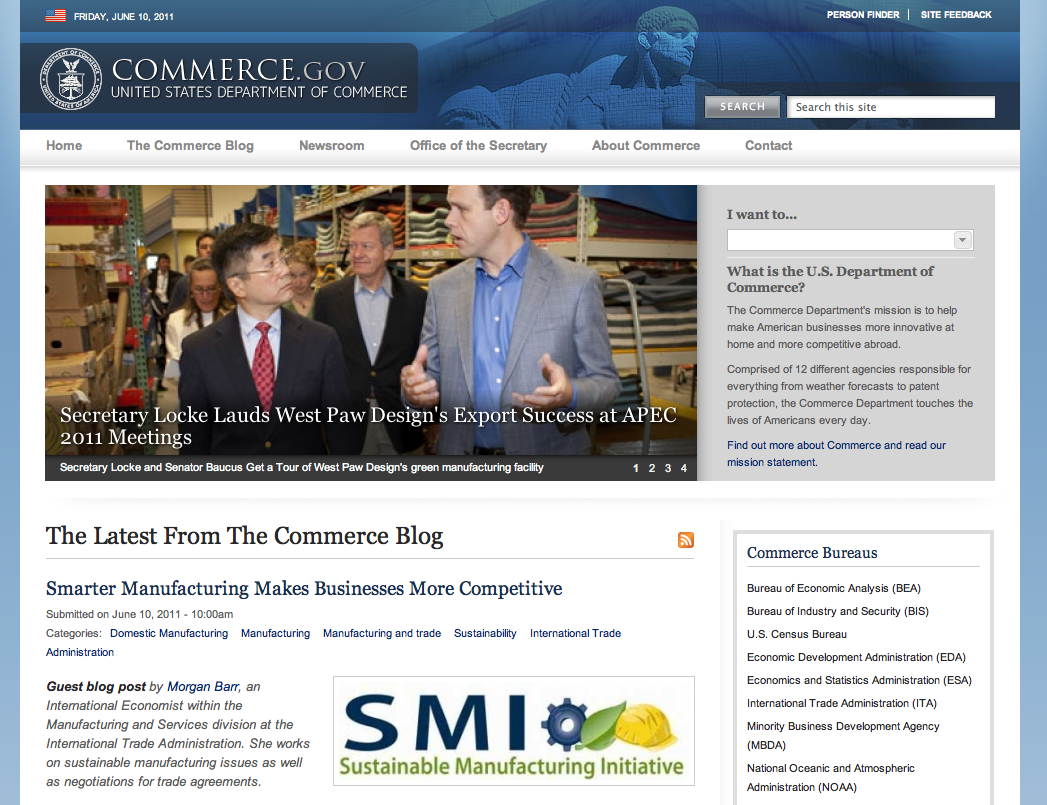 FRIDAY, JUNE 10, 2011
PERSON FINDER | SITE FEEDBACK
DEPARTMENT OF COMMERCE
UNITED STATES OF AMERICA
COMMERCE.GOV
UNITED STATES DEPARTMENT OF COMMERCE
SEARCH
Search this site
Home
The Commerce Blog
Newsroom
Office of the Secretary
About Commerce
Contact
Secretary Locke Lauds West Paw Design's Export Success at APEC
2011 Meetings
Secretary Locke and Senator Baucus Get a Tour of West Paw Design's green manufacturing facility
1 2 3 4
I want to...
What is the U.S. Department of
Commerce?
The Commerce Department's mission is to help
make American businesses more innovative at
home and more competitive abroad.
Comprised of 12 different agencies responsible for
everything from weather forecasts to patent
protection, the Commerce Department touches the
lives of Americans every day.
Find out more about Commerce and read our
mission statement.
The Latest From The Commerce Blog
Smarter Manufacturing Makes Businesses More Competitive
Submitted on June 10, 2011 - 10:00am
Categories: Domestic Manufacturing Manufacturing Manufacturing and trade Sustainability International Trade
Administration
Guest blog post by Morgan Barr, an
International Economist within the
Manufacturing and Services division at the
International Trade Administration. She works
on sustainable manufacturing issues as well
as negotiations for trade agreements.
SMI
Sustainable Manufacturing Initiative
Commerce Bureaus
Bureau of Economic Analysis (BEA)
Bureau of Industry and Security (BIS)
U.S. Census Bureau
Economic Development Administration (EDA)
Economics and Statistics Administration (ESA)
International Trade Administration (ITA)
Minority Business Development Agency
(MBDA)
National Oceanic and Atmospheric
Administration (NOAA)